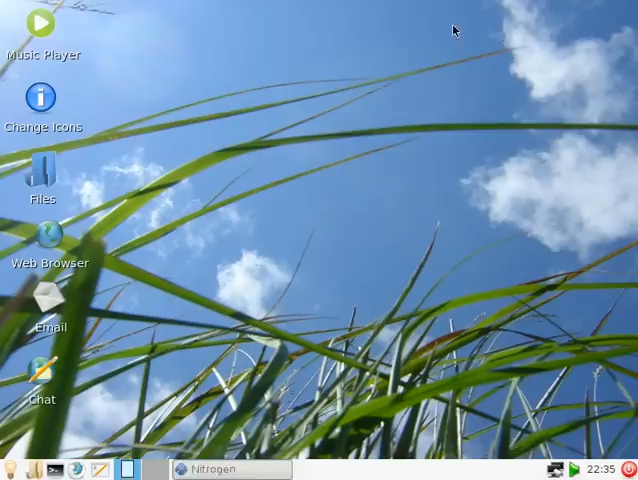 Music Player
Change Icons
Files
Web Browser
Email
Chat
Nitrogen
22:35